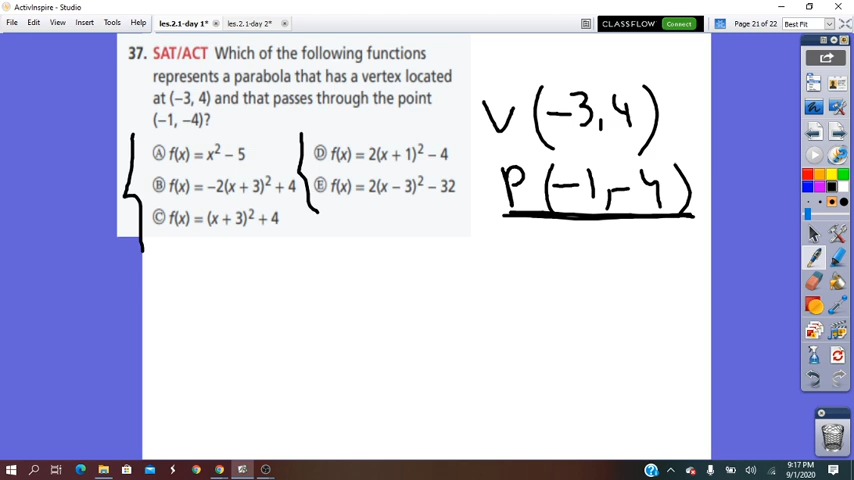 ActivInspire - Studio
File Edit View Insert Tools Help
les.2.1-day 1*
les.2.1-day 2*
CLASSFLOW Connect
Page 21 of 22
Best Fit
37. SAT/ACT Which of the following functions
represents a parabola that has a vertex located
at (−3, 4) and that passes through the point
(−1, −4)?
Ⓐ f(x) = x² − 5
Ⓑ f(x) = −2(x + 3)² + 4
Ⓒ f(x) = (x + 3)² + 4
Ⓓ f(x) = 2(x + 1)² − 4
Ⓔ f(x) = 2(x − 3)² − 32
V (−3, 4)
P (−1, −4)
9:17 PM
9/1/2020